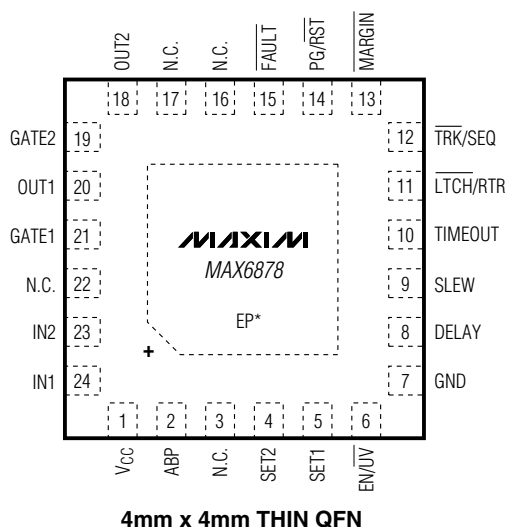 OUT2 N.C. N.C. FAULT PG/RST MARGIN
18 17 16 15 14 13
GATE2 19 12 TRK/SEQ
OUT1 20 11 LTCH/RTR
GATE1 21 MAXIM 10 TIMEOUT
MAX6878
N.C. 22 9 SLEW
EP*
IN2 23 8 DELAY
+
IN1 24 7 GND
1 2 3 4 5 6
VCC ABP N.C. SET2 SET1 EN/UV
4mm x 4mm THIN QFN